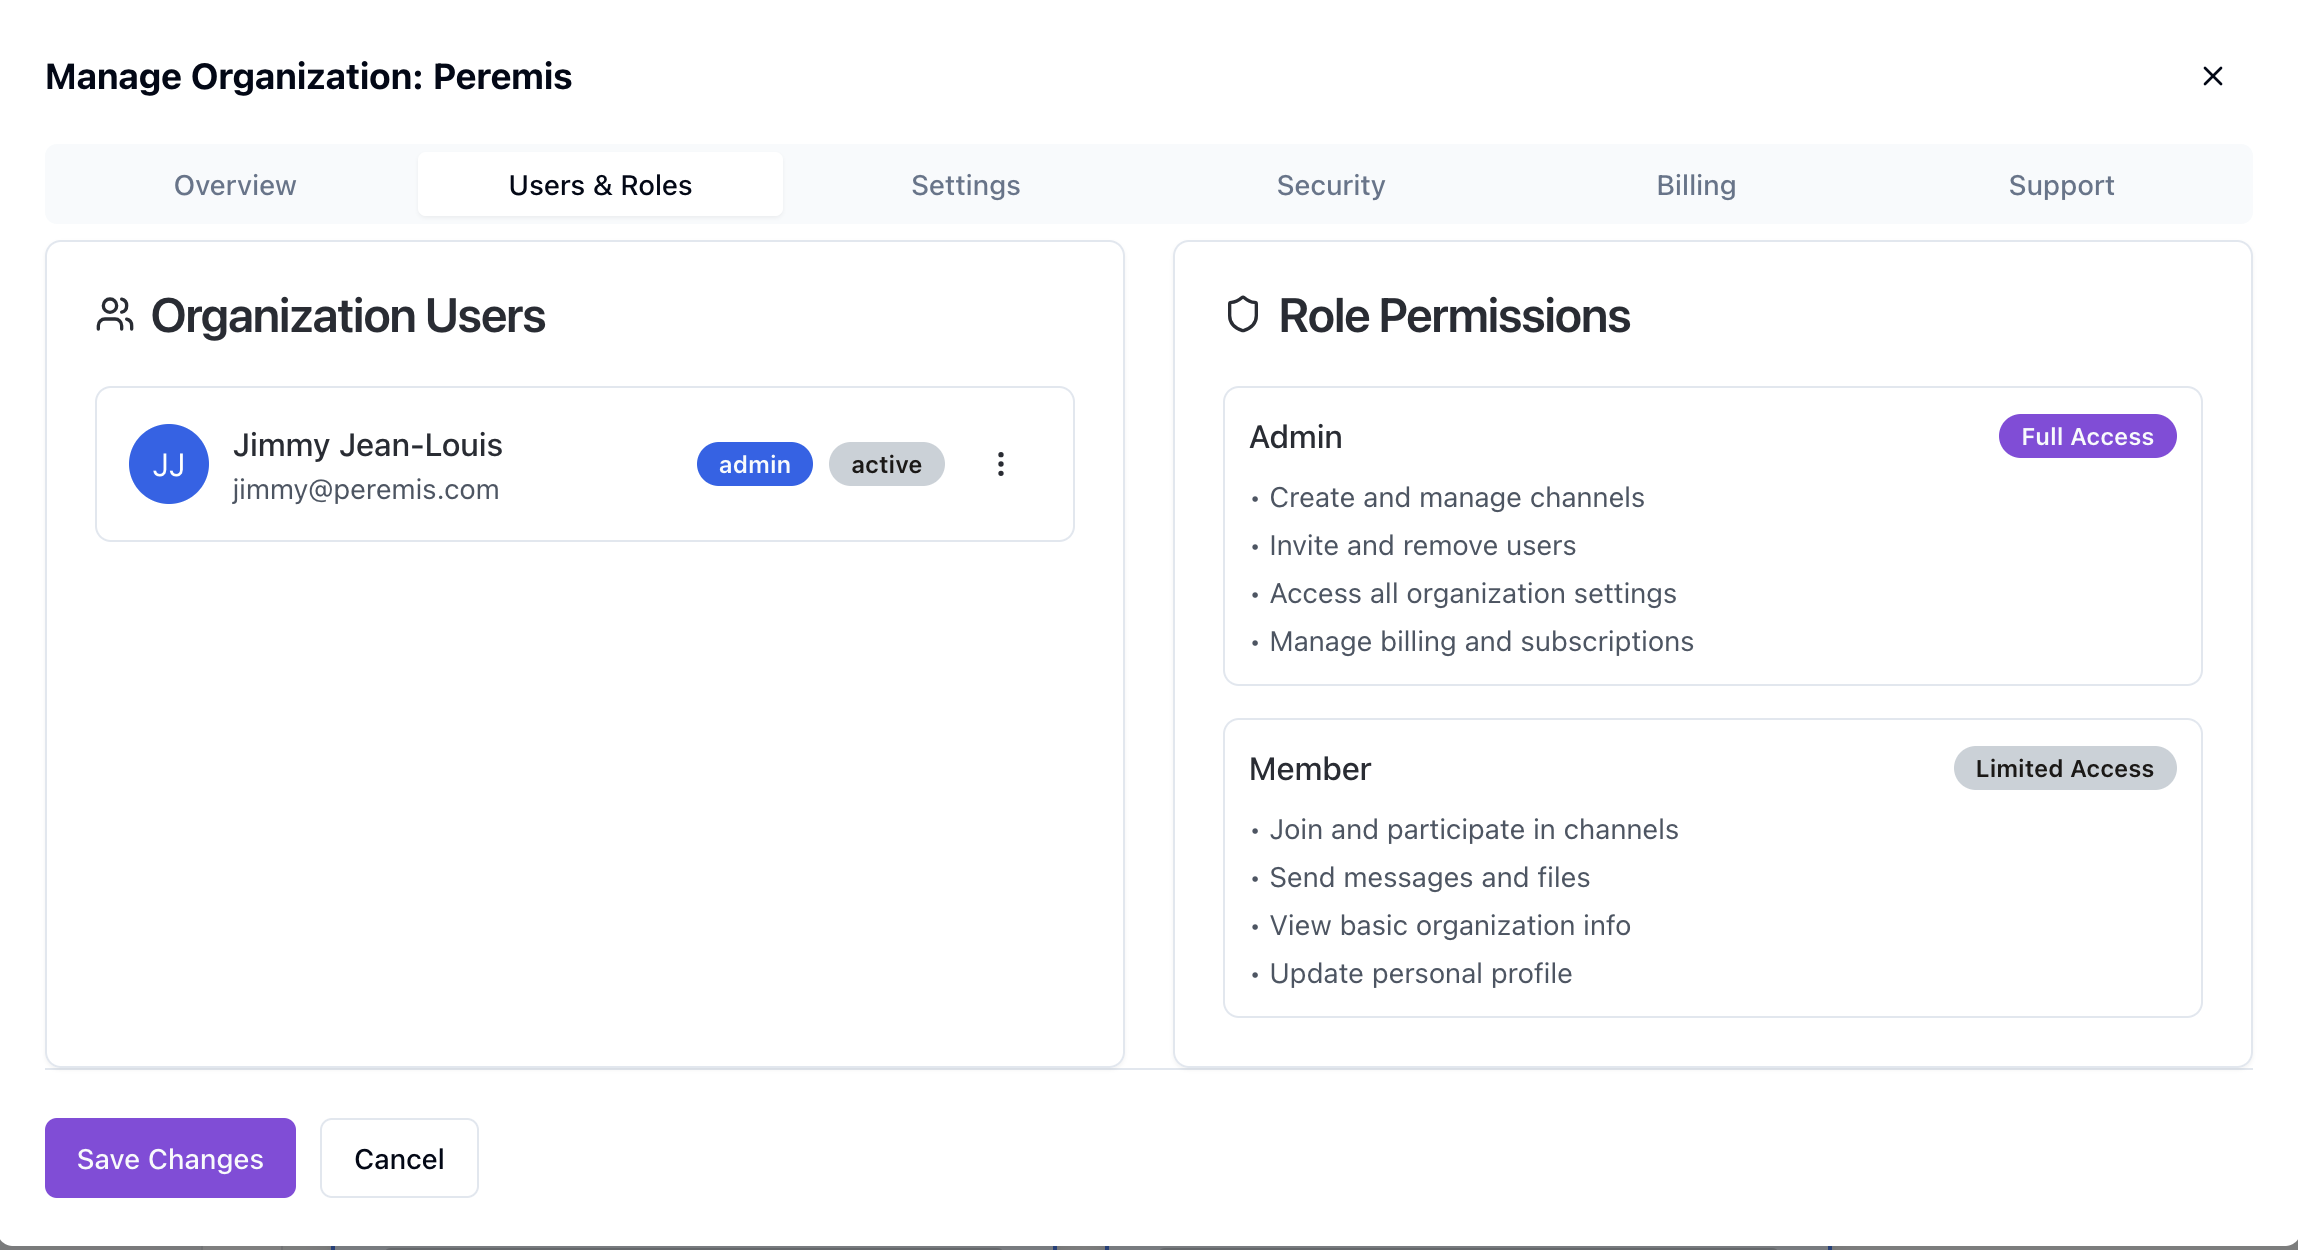 Manage Organization: Peremis
Overview
Users & Roles
Settings
Security
Billing
Support
Organization Users
JJ
Jimmy Jean-Louis
jimmy@peremis.com
admin
active
Role Permissions
Admin
Full Access
• Create and manage channels
• Invite and remove users
• Access all organization settings
• Manage billing and subscriptions
Member
Limited Access
• Join and participate in channels
• Send messages and files
• View basic organization info
• Update personal profile
Save Changes
Cancel